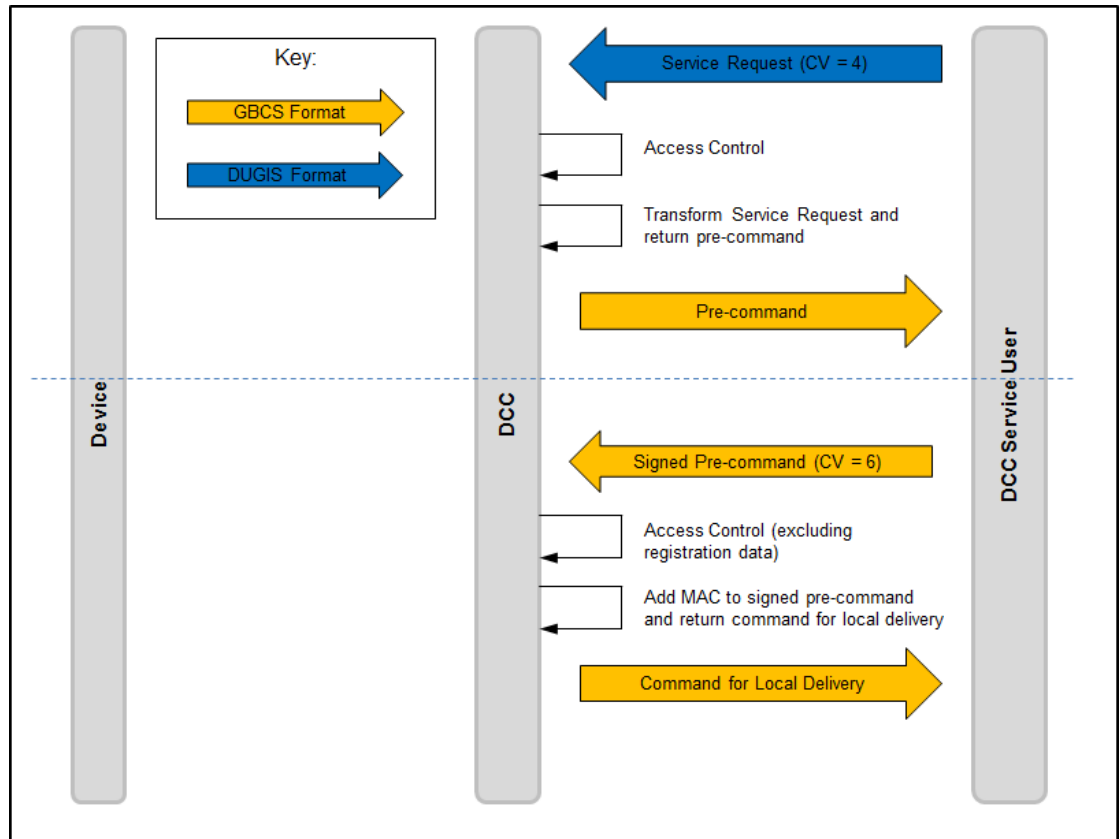 Key:
GBCS Format
DUGIS Format
Service Request (CV = 4)
Access Control
Transform Service Request and
return pre-command
Pre-command
Device
DCC
DCC Service User
Signed Pre-command (CV = 6)
Access Control (excluding
registration data)
Add MAC to signed pre-command
and return command for local delivery
Command for Local Delivery